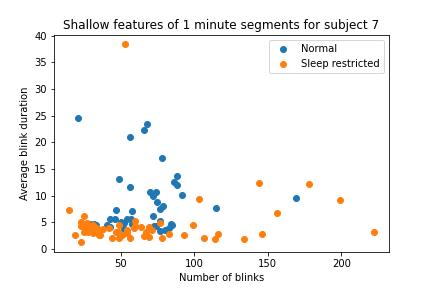 Shallow features of 1 minute segments for subject 7
Normal
Sleep restricted
Average blink duration
40
35
30
25
20
15
10
5
0
50
100
150
200
Number of blinks